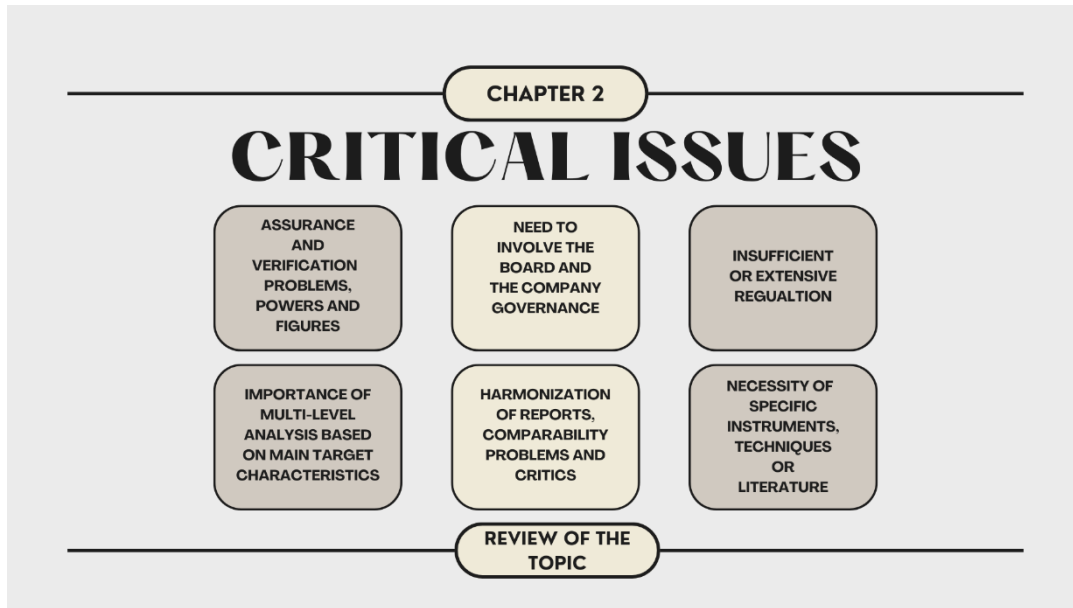 CHAPTER 2
CRITICAL ISSUES
ASSURANCE
AND
VERIFICATION
PROBLEMS,
POWERS AND
FIGURES
NEED TO
INVOLVE THE
BOARD AND
THE COMPANY
GOVERNANCE
INSUFFICIENT
OR EXTENSIVE
REGUALTION
IMPORTANCE OF
MULTI-LEVEL
ANALYSIS BASED
ON MAIN TARGET
CHARACTERISTICS
HARMONIZATION
OF REPORTS,
COMPARABILITY
PROBLEMS AND
CRITICS
NECESSITY OF
SPECIFIC
INSTRUMENTS,
TECHNIQUES
OR
LITERATURE
REVIEW OF THE
TOPIC